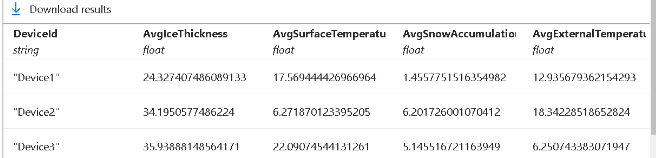 Download results
DeviceId AvgIceThickness AvgSurfaceTemperatu AvgSnowAccumulation AvgExternalTemperatu
string float float float float
"Device1" 24.327407486089133 17.569444426966964 1.4557751516354982 12.935679362154293
"Device2" 34.1950577486224 6.271870123395205 6.201726001070412 18.34228518652824
"Device3" 35.93888148564171 22.09074544131261 5.145516721163949 6.250743383071947